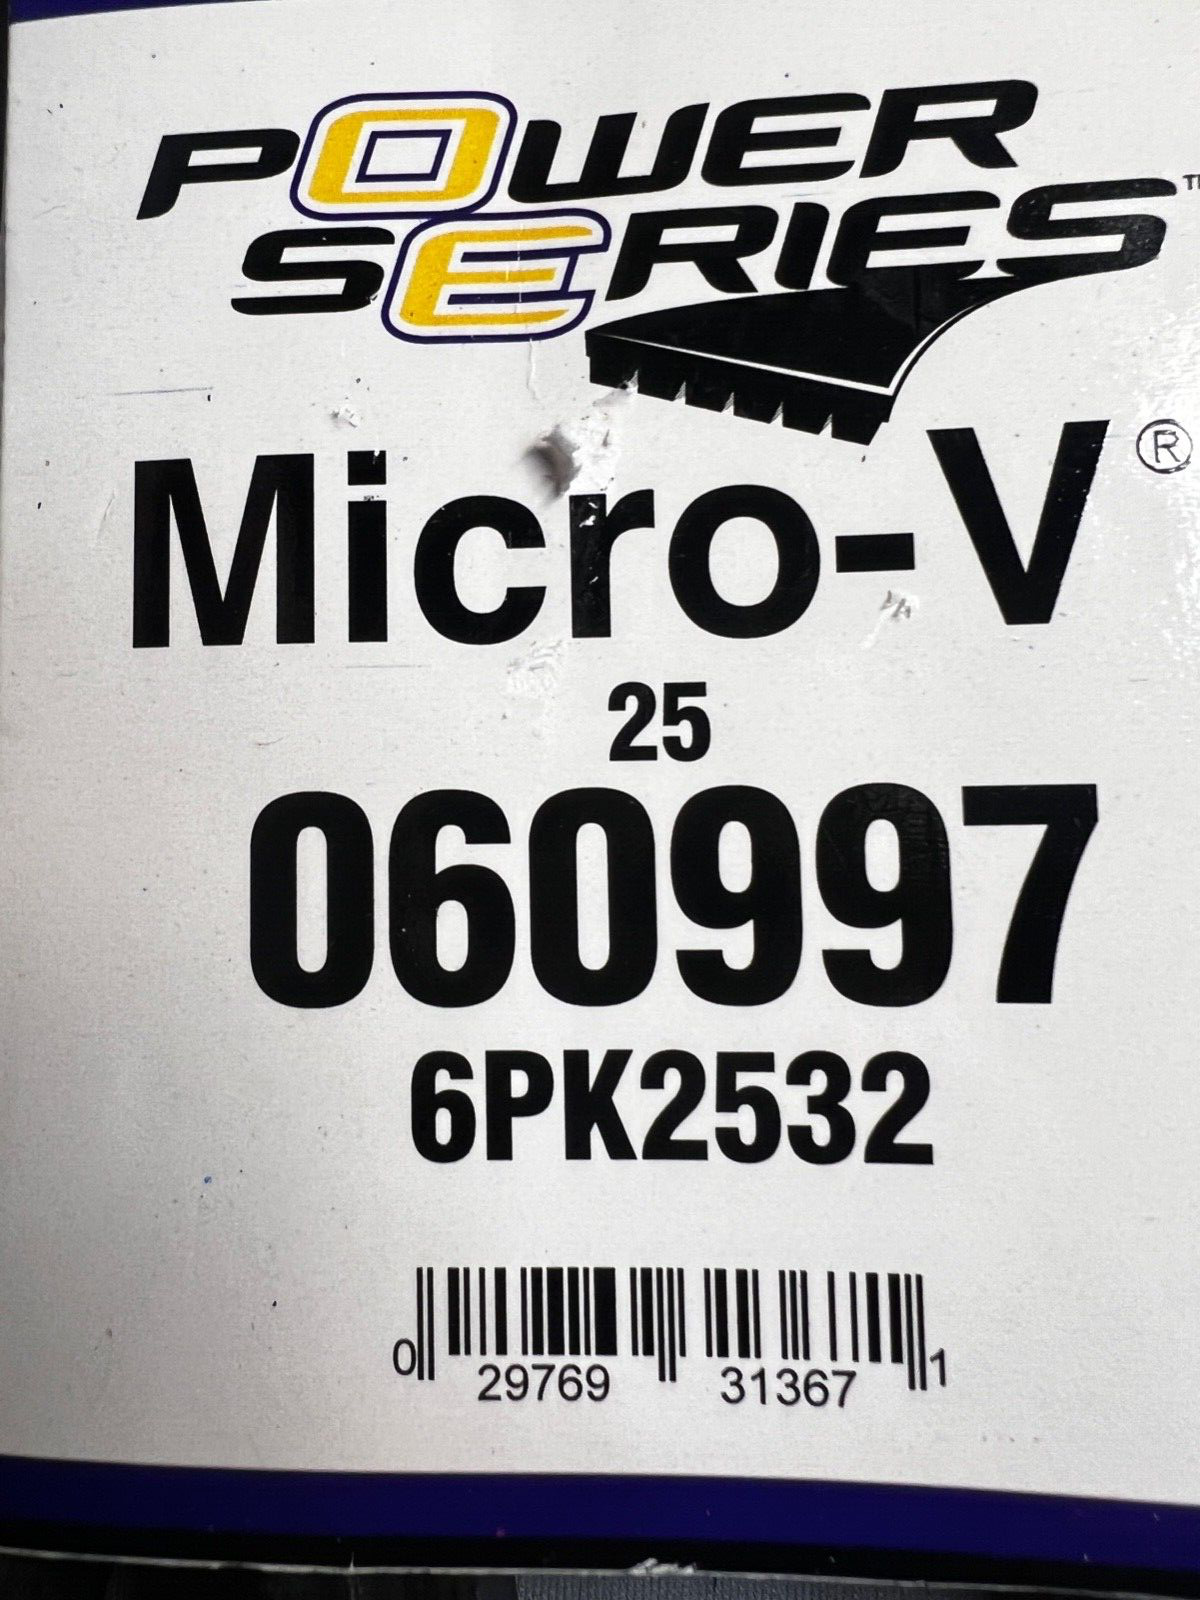 POWER
SERIES™
Micro-V®
25
060997
6PK2532
0 29769 31367 1